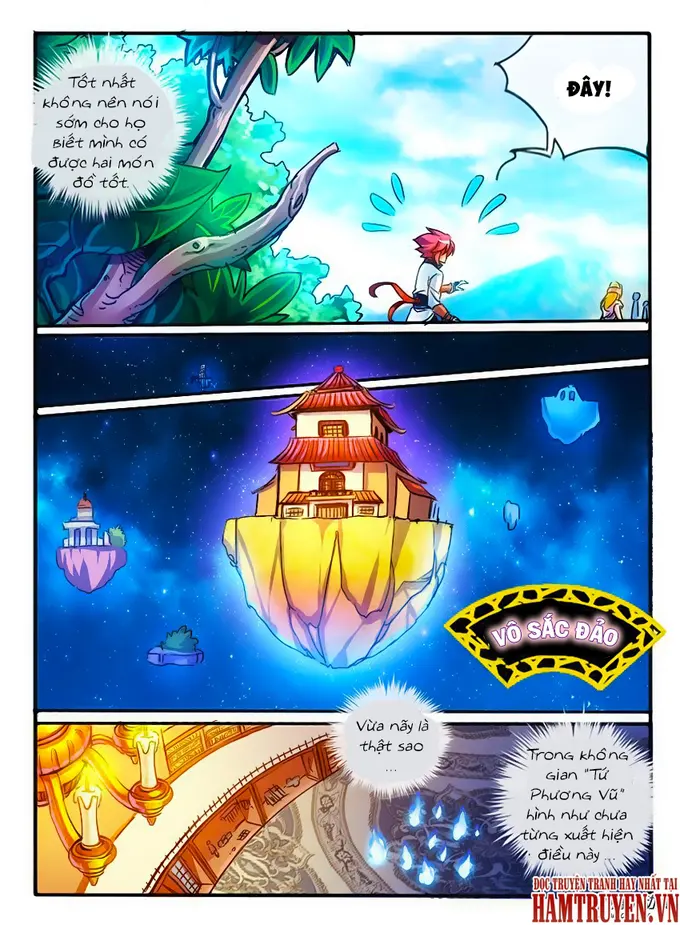 Tốt nhất
không nên nói
sớm cho họ
Biết mình có
được hai món
đồ tốt.
ĐÂY!
VÔ SẮC ĐẢO
Vừa nãy là
thật sao
...
Trong không
gian "Tứ
Phương Vũ"
hình như chưa
từng xuất hiện
điều này ...
ĐỌC TRUYỆN TRANH HAY NHẤT TẠI
HAMTRUYEN.VN